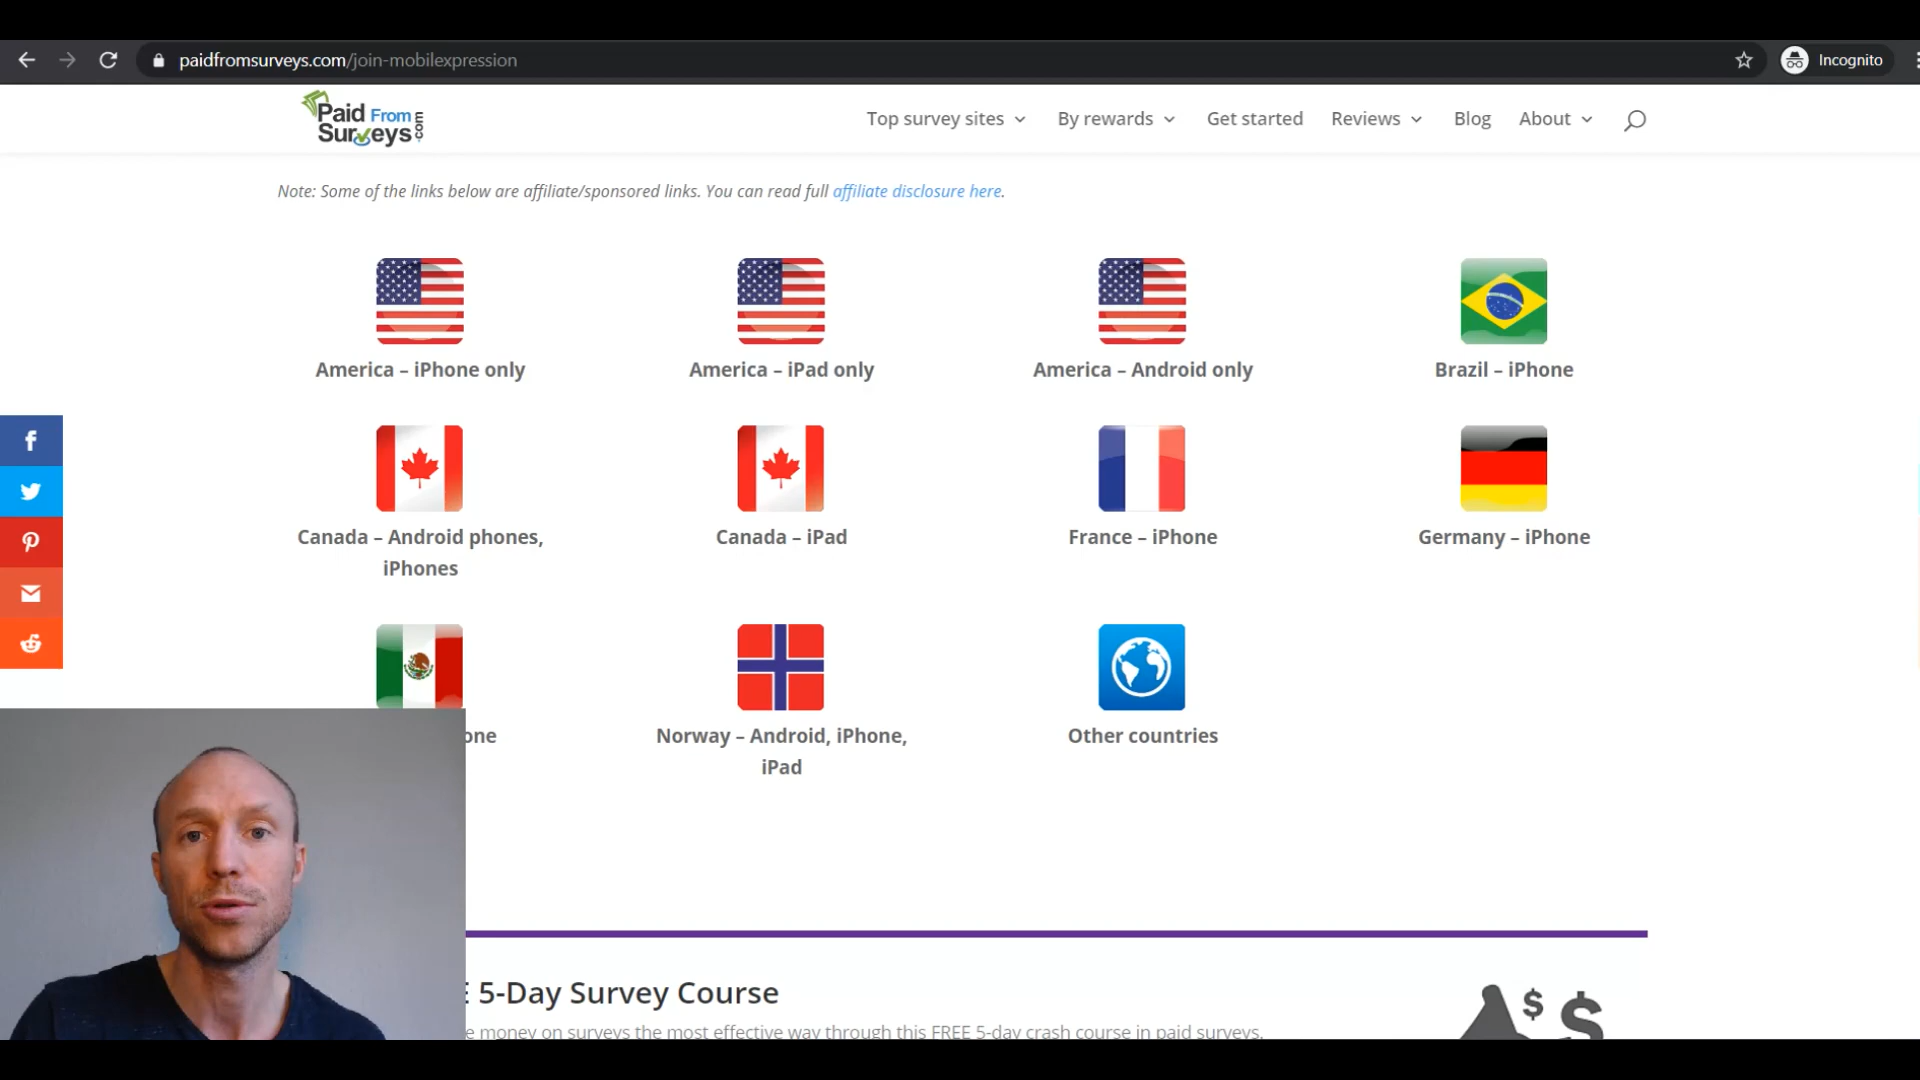 paidfromsurveys.com/join-mobilexpression
Incognito
Paid From
Surveys
.com
Top survey sites
By rewards
Get started
Reviews
Blog
About
Note: Some of the links below are affiliate/sponsored links. You can read full affiliate disclosure here.
America – iPhone only
America – iPad only
America – Android only
Brazil – iPhone
Canada – Android phones,
iPhones
Canada – iPad
France – iPhone
Germany – iPhone
one
Norway – Android, iPhone,
iPad
Other countries
5-Day Survey Course
e money on surveys the most effective way through this FREE 5-day crash course in paid surveys.
$ $